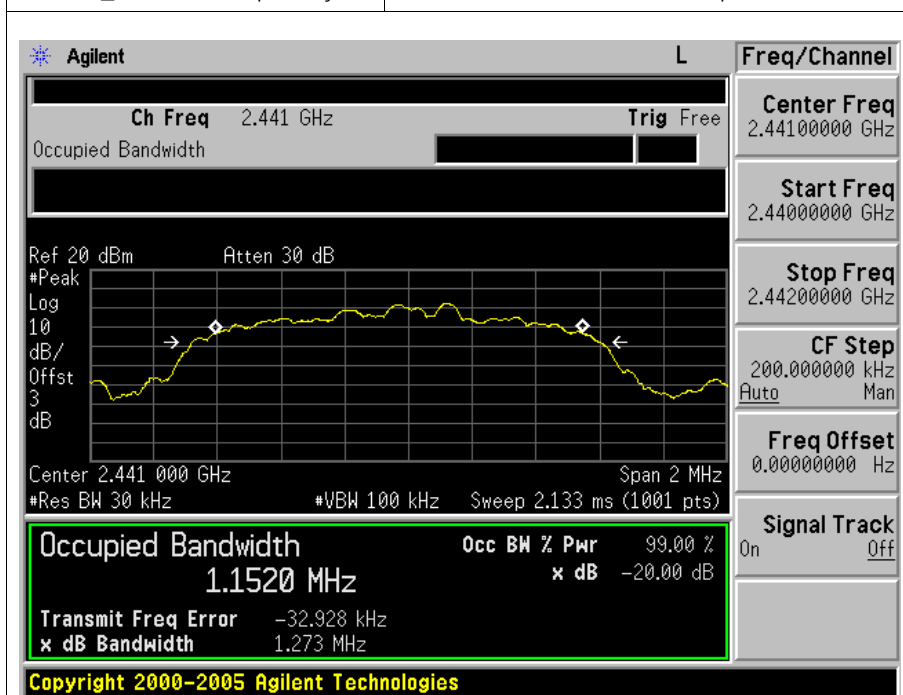 Agilent L Freq/Channel
Ch Freq 2.441 GHz Trig Free
Occupied Bandwidth
Center Freq
2.44100000 GHz
Start Freq
2.44000000 GHz
Stop Freq
2.44200000 GHz
CF Step
200.000000 kHz
Auto Man
Freq Offset
0.00000000 Hz
Signal Track
On Off
Ref 20 dBm Atten 30 dB
#Peak
Log
10
dB/
Offst
3
dB
Center 2.441 000 GHz Span 2 MHz
#Res BW 30 kHz #VBW 100 kHz Sweep 2.133 ms (1001 pts)
Occupied Bandwidth Occ BW % Pwr 99.00 %
1.1520 MHz x dB -20.00 dB
Transmit Freq Error -32.928 kHz
x dB Bandwidth 1.273 MHz
Copyright 2000-2005 Agilent Technologies